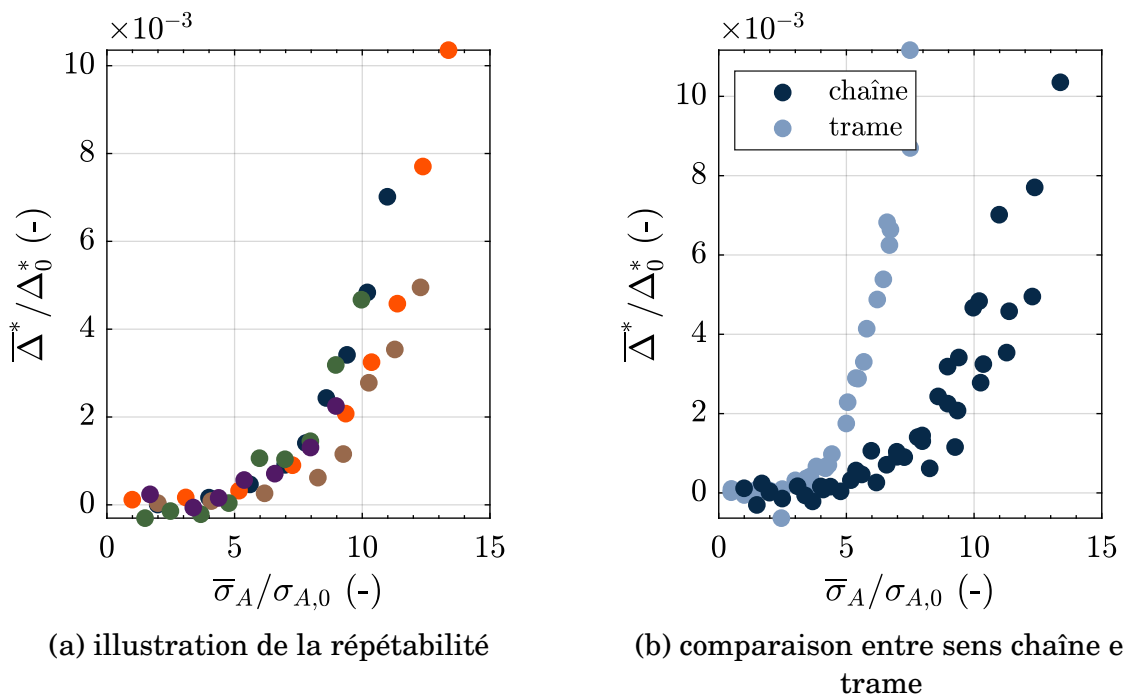 ×10⁻³
10
8
6
4
2
0
0 5 10 15
Δ̅*/Δ₀* (-)
σ̅_A/σ_{A,0} (-)
(a) illustration de la répétabilité
×10⁻³
chaîne
trame
10
8
6
4
2
0
0 5 10 15
Δ̅*/Δ₀* (-)
σ̅_A/σ_{A,0} (-)
(b) comparaison entre sens chaîne e
trame